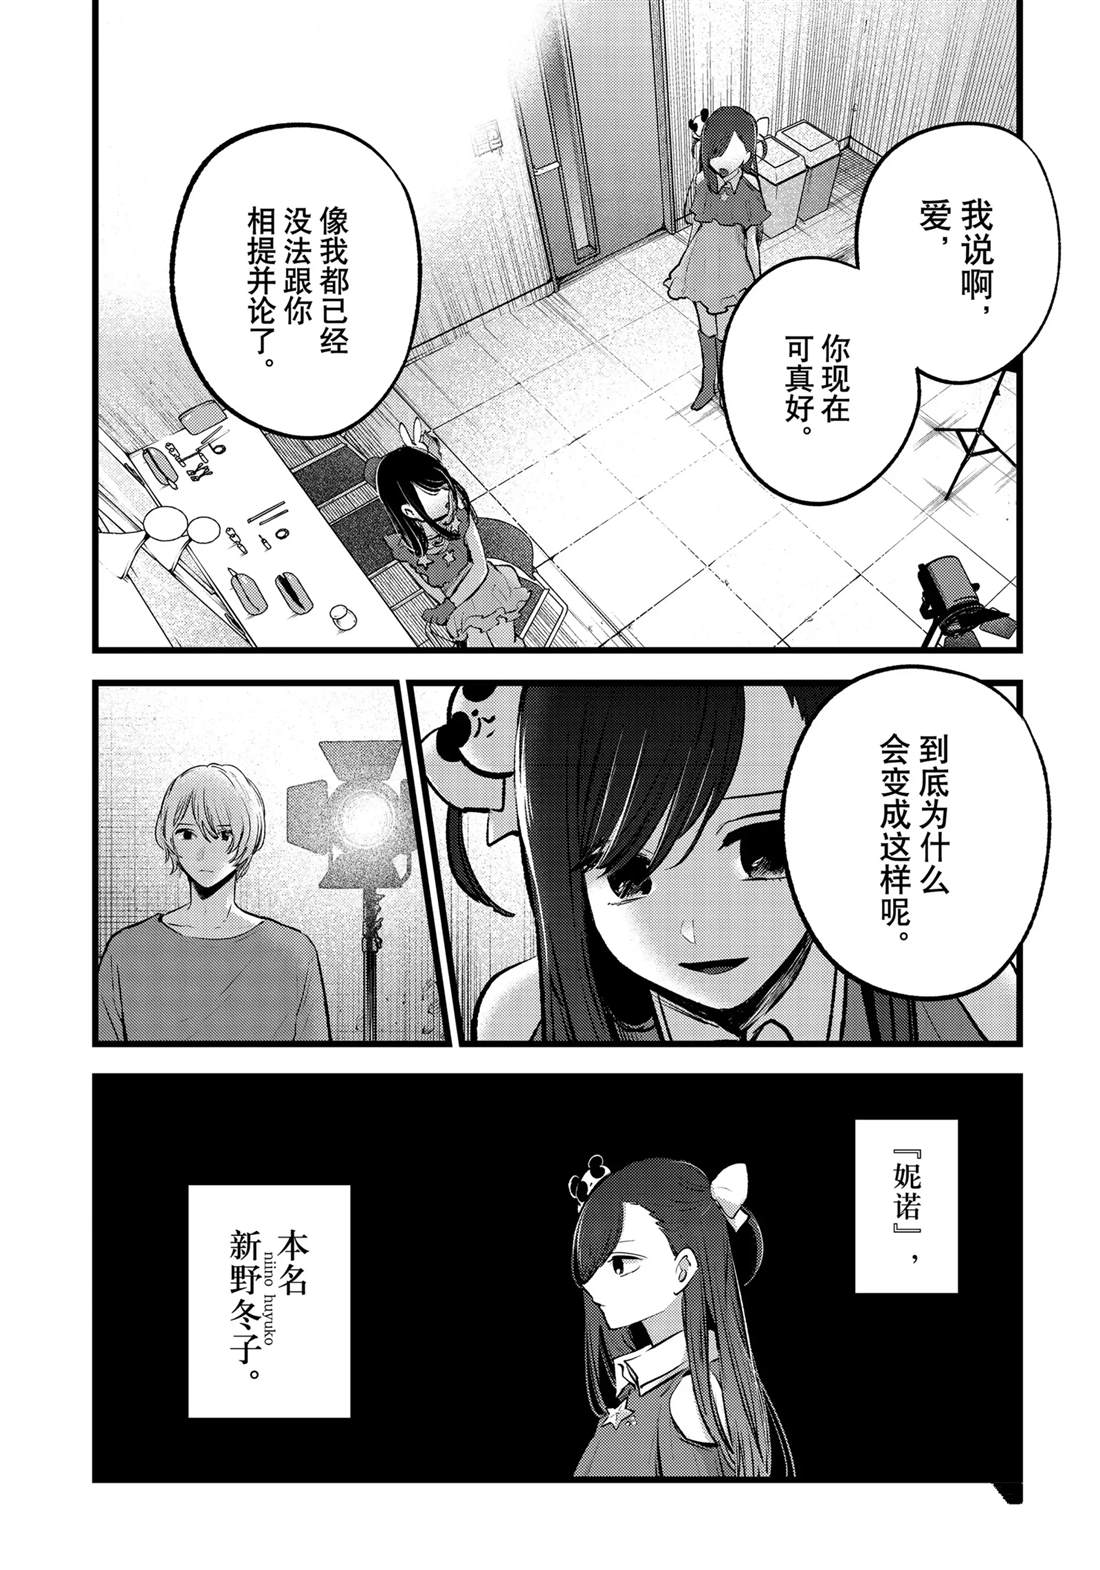 我说啊，
爱，
你现在
可真好。
像我都已经
没法跟你
相提并论了。
到底为什么
会变成这样呢。
『妮诺』，
本名
新野冬子。
niino huyuko